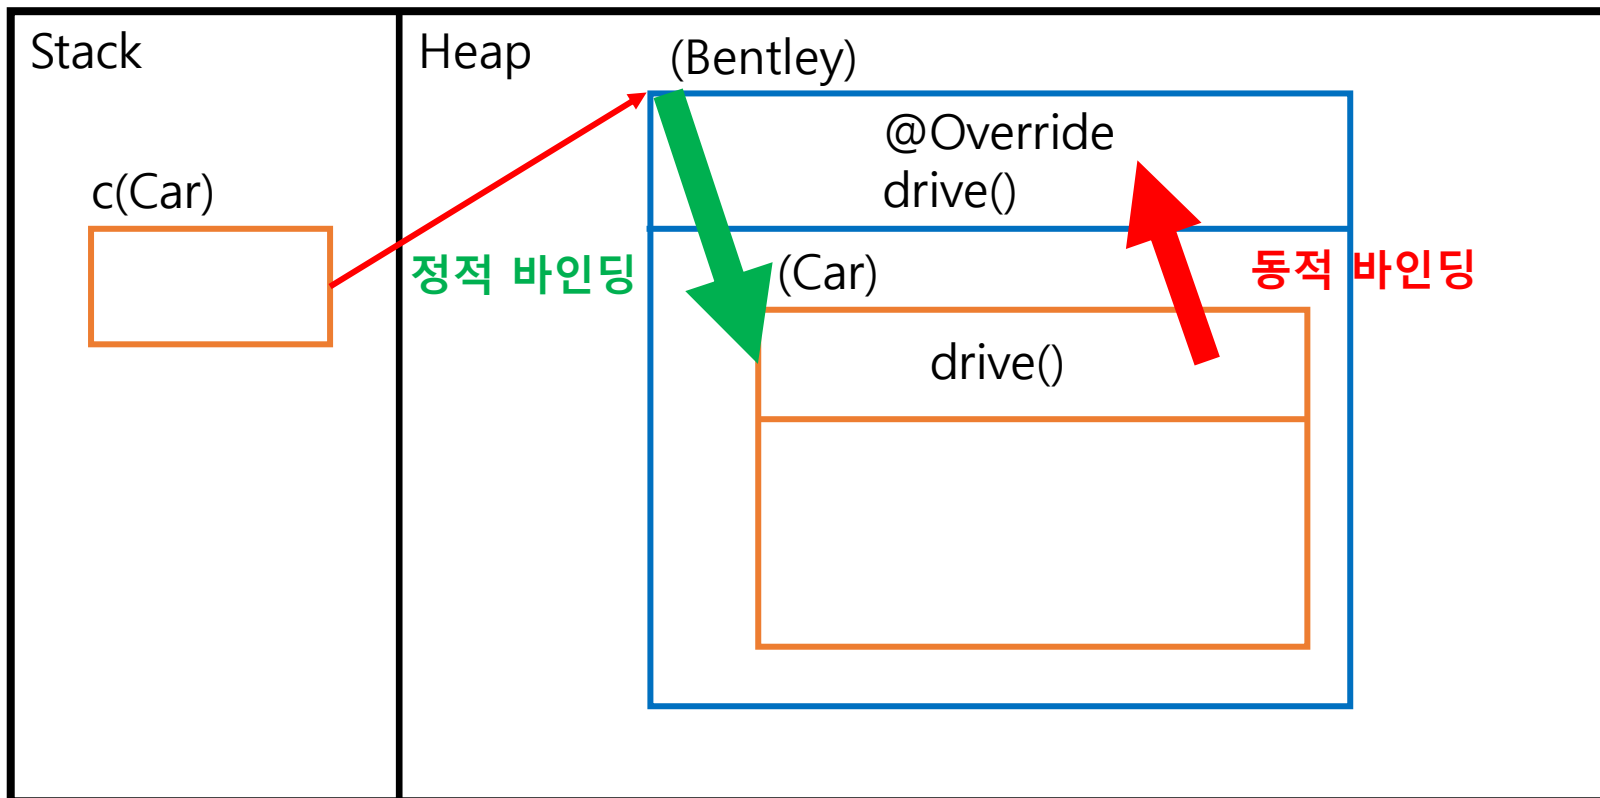 Stack
Heap
(Bentley)
@Override
drive()
c(Car)
정적 바인딩
(Car)
동적 바인딩
drive()